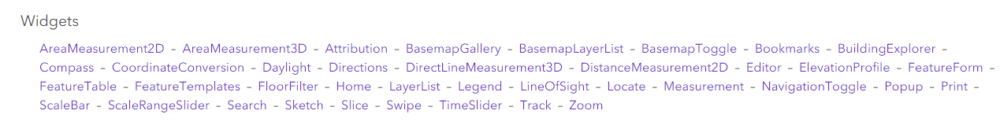 Widgets
AreaMeasurement2D - AreaMeasurement3D - Attribution - BasemapGallery - BasemapLayerList - BasemapToggle - Bookmarks - BuildingExplorer -
Compass - CoordinateConversion - Daylight - Directions - DirectLineMeasurement3D - DistanceMeasurement2D - Editor - ElevationProfile - FeatureForm -
FeatureTable - FeatureTemplates - FloorFilter - Home - LayerList - Legend - LineOfSight - Locate - Measurement - NavigationToggle - Popup - Print -
ScaleBar - ScaleRangeSlider - Search - Sketch - Slice - Swipe - TimeSlider - Track - Zoom